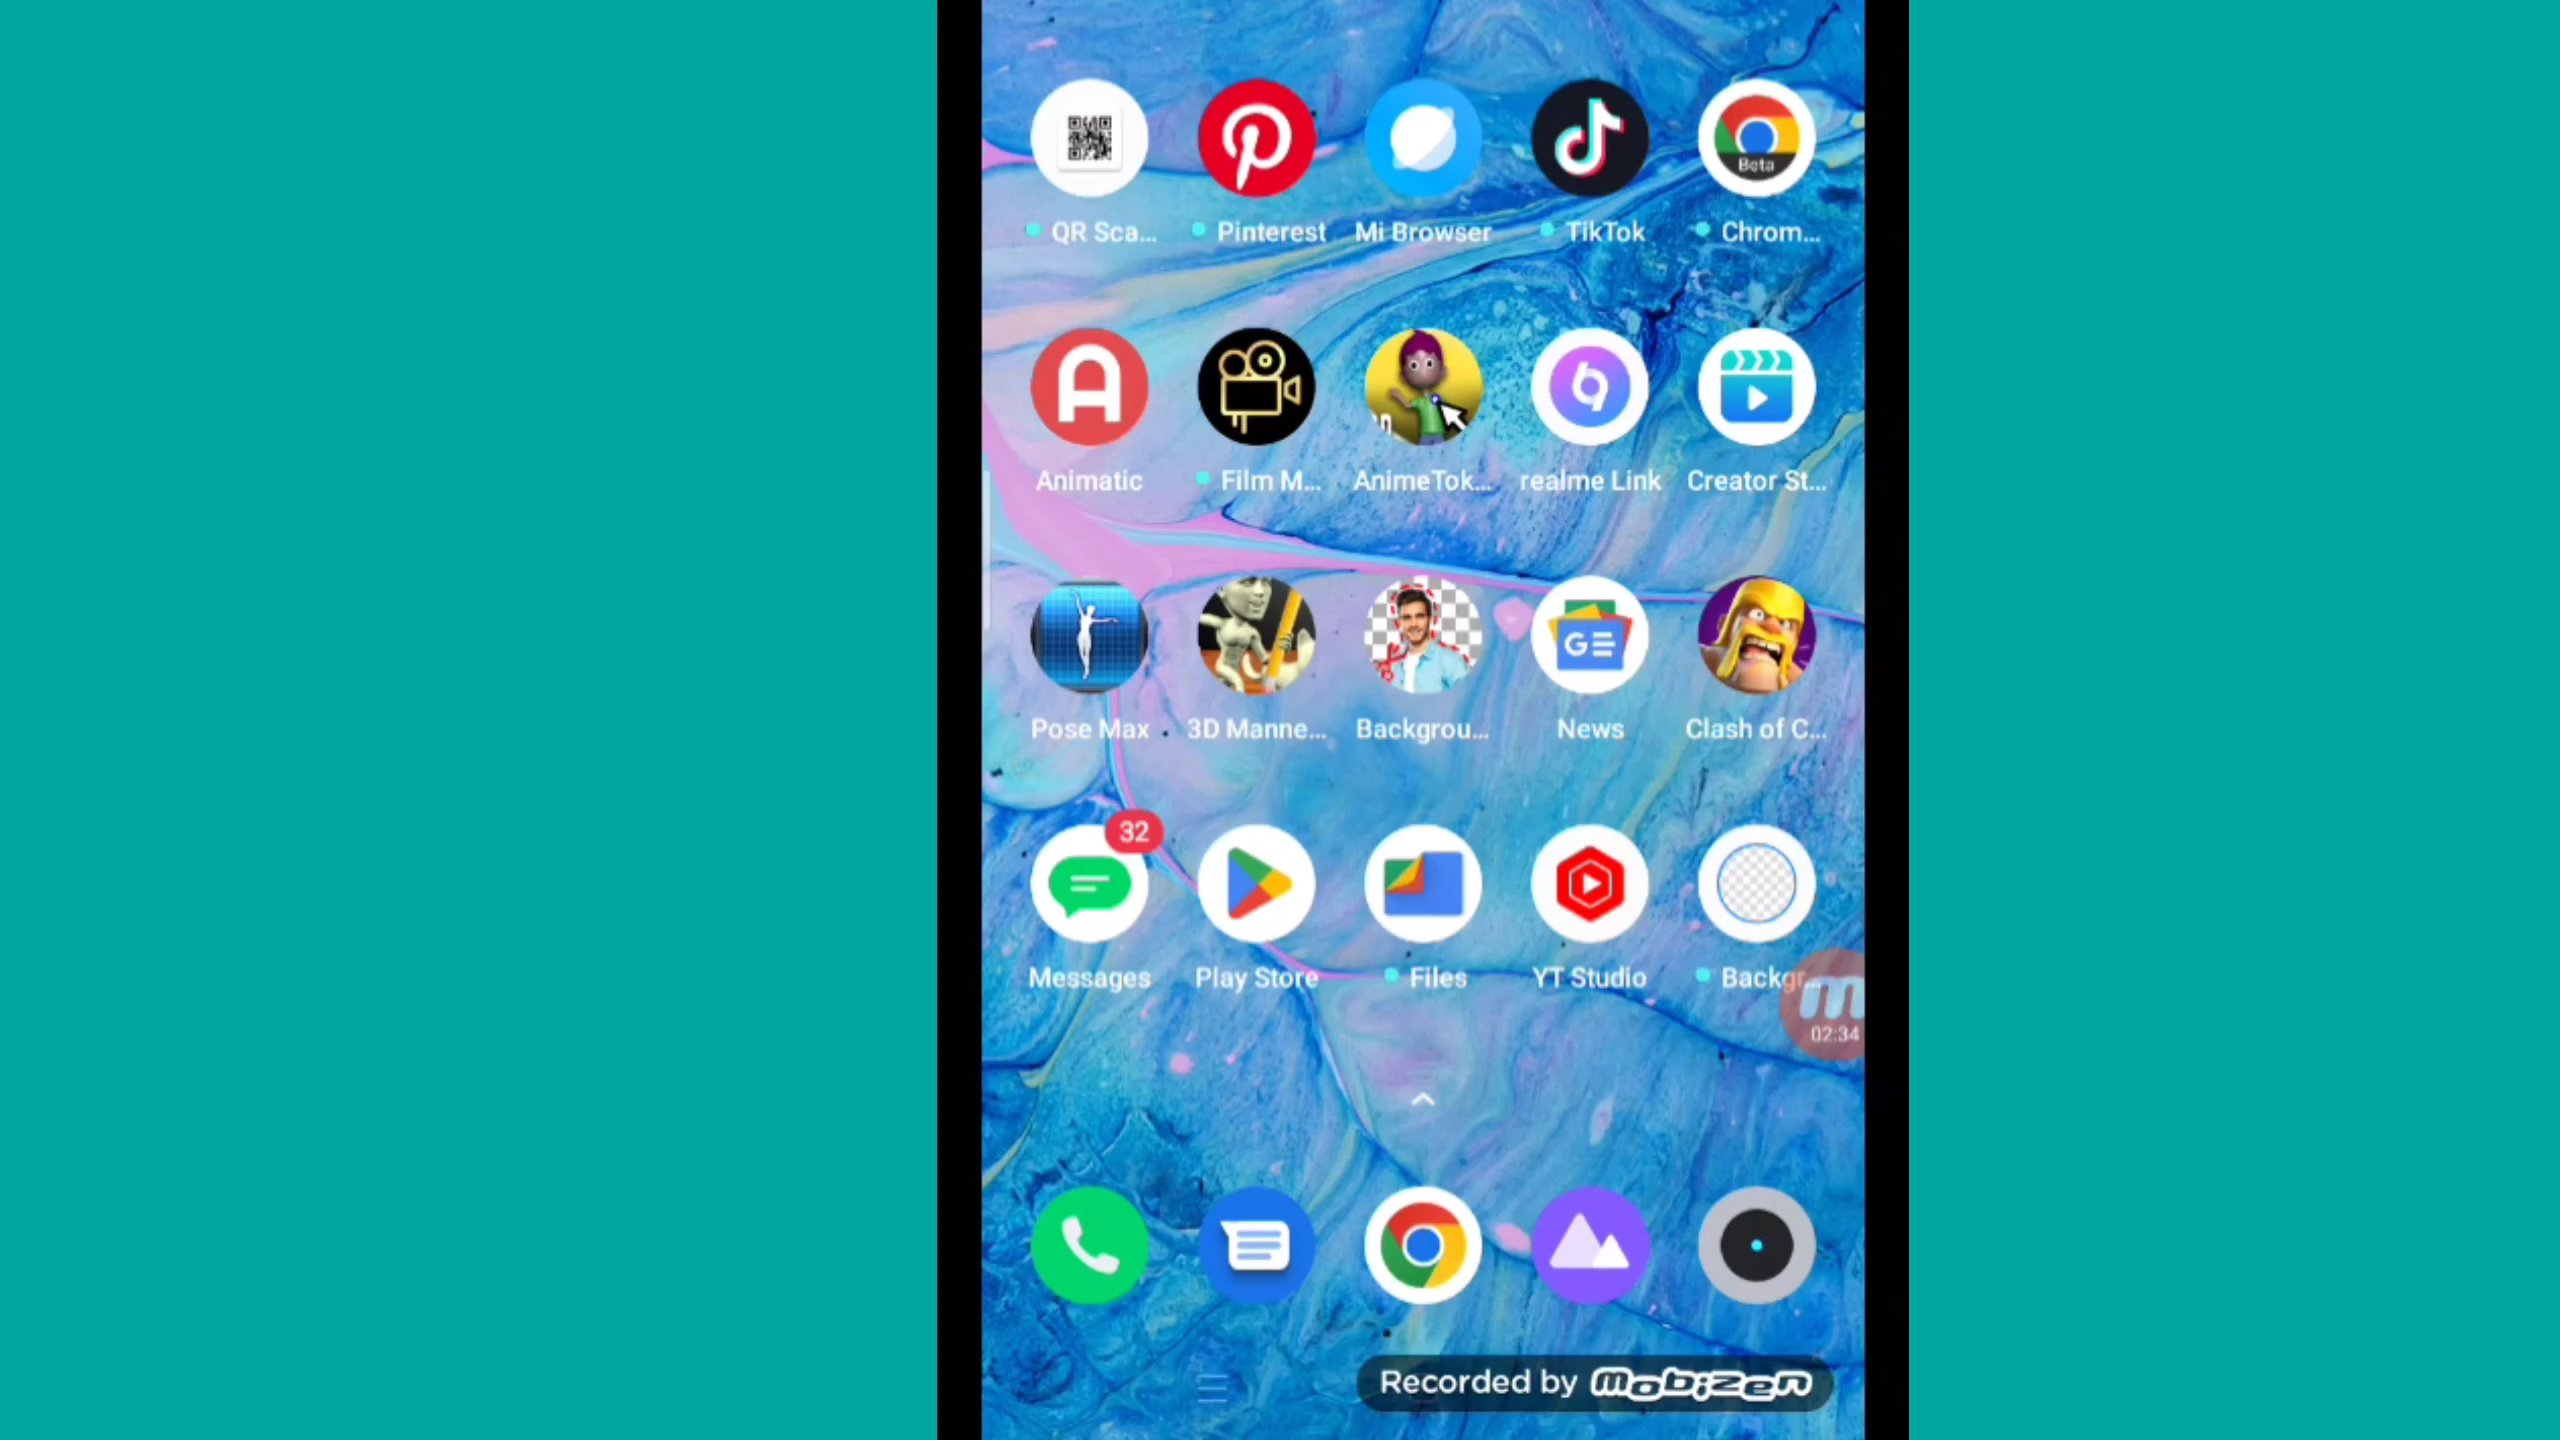 Beta
QR Sca... Pinterest Mi Browser TikTok Chrom...
Animatic Film M... AnimeTok... realme Link Creator St...
GE
Pose Max 3D Manne... Backgrou... News Clash of C...
32
Messages Play Store Files YT Studio Backgr...
02:34
Recorded by mobizen